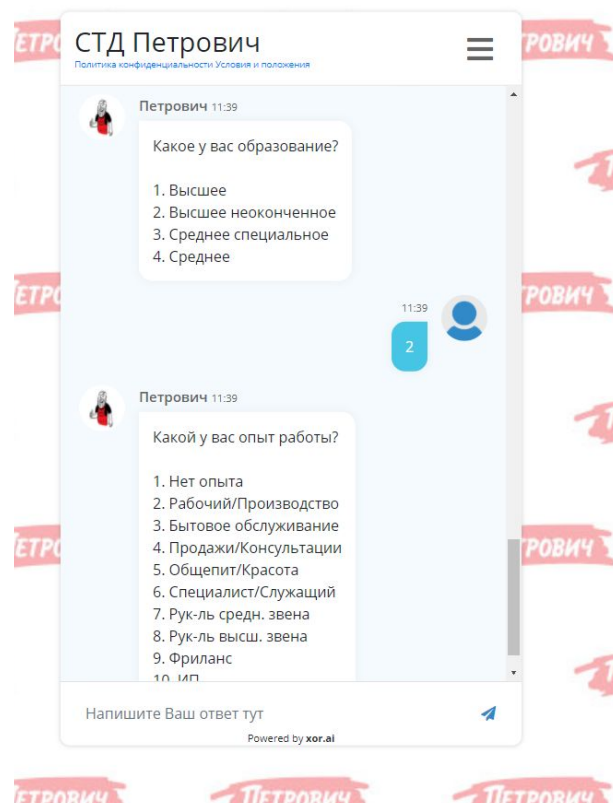 СТД Петрович
Политика конфиденциальности Условия и положения
Петрович 11:39
Какое у вас образование?
1. Высшее
2. Высшее неоконченное
3. Среднее специальное
4. Среднее
11:39
2
Петрович 11:39
Какой у вас опыт работы?
1. Нет опыта
2. Рабочий/Производство
3. Бытовое обслуживание
4. Продажи/Консультации
5. Общепит/Красота
6. Специалист/Служащий
7. Рук-ль средн. звена
8. Рук-ль высш. звена
9. Фриланс
10. ИП
Напишите Ваш ответ тут
Powered by xor.ai
ПЕТРОВИЧ